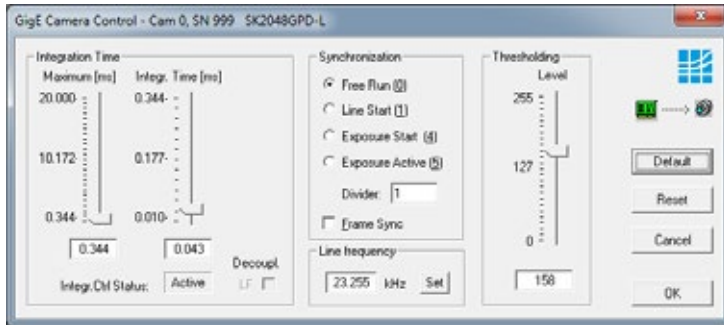 GigE Camera Control - Cam 0, SN 999 SK2048GPD-L
Integration Time
Maximum [ms] Integr. Time [ms]
20.000- 0.344-
10.172- 0.177-
0.344- 0.010-
0.344 0.043
Decoupl.
Integr.Ctrl Status: Active LF
Synchronization
Free Run (0)
Line Start (1)
Exposure Start (4)
Exposure Active (5)
Divider: 1
Frame Sync
Line frequency
23.255 kHz Set
Thresholding
Level
255
127
0
158
Default
Reset
Cancel
OK